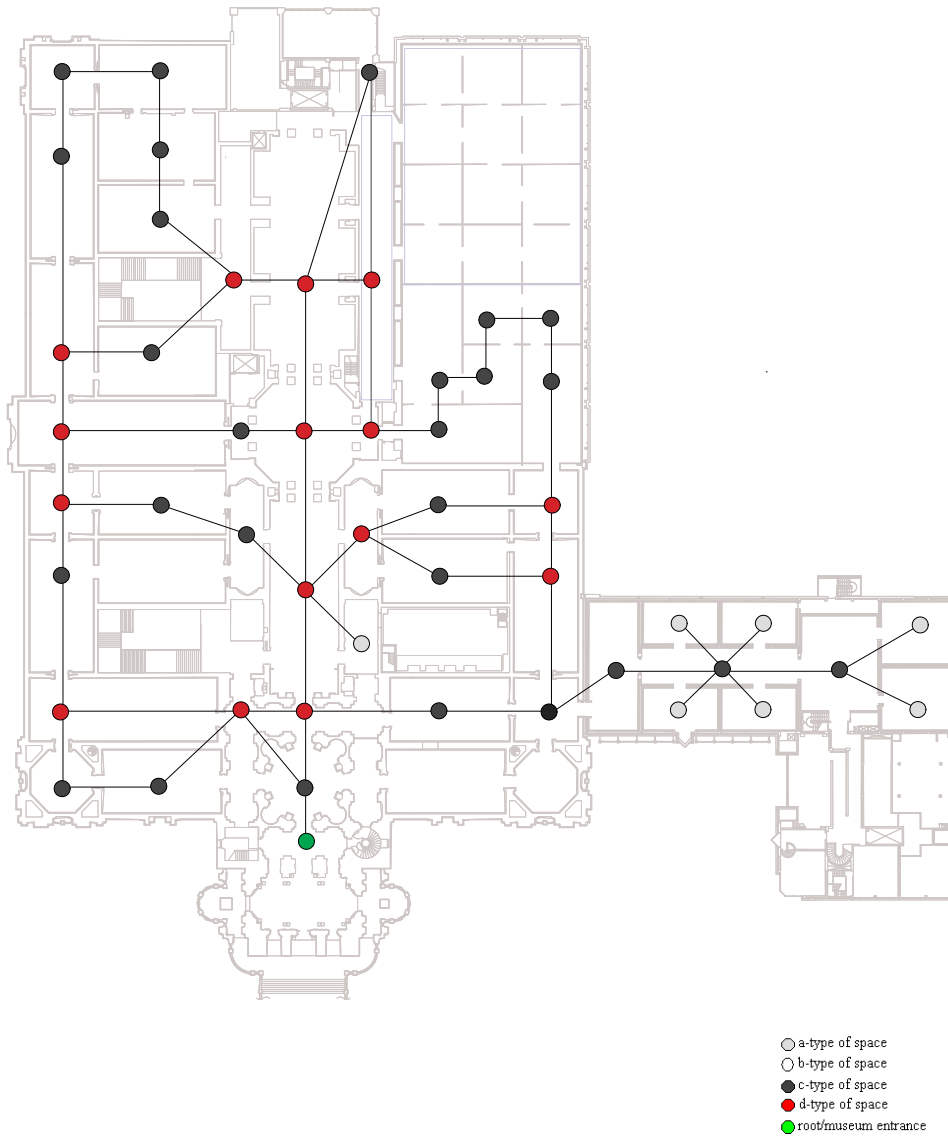 a-type of space
b-type of space
c-type of space
d-type of space
root/museum entrance